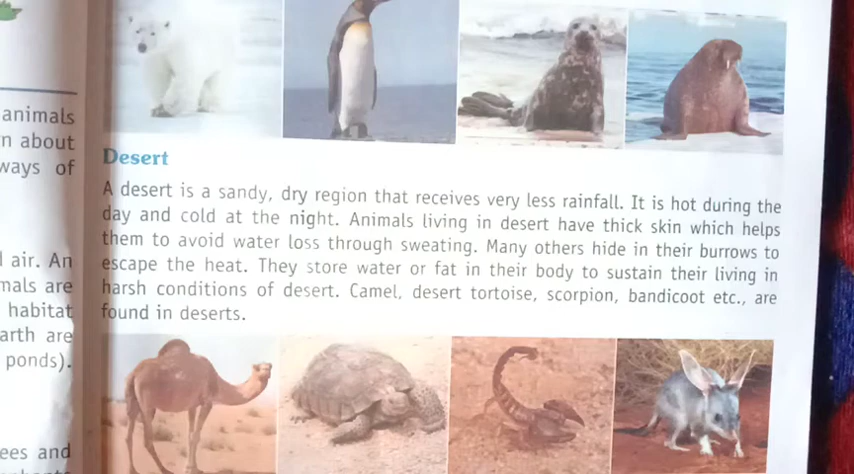 animals
n about
ways of
l air. An
mals are
habitat
arth are
ponds).
ees and
Desert
A desert is a sandy, dry region that receives very less rainfall. It is hot during the
day and cold at the night. Animals living in desert have thick skin which helps
them to avoid water loss through sweating. Many others hide in their burrows to
escape the heat. They store water or fat in their body to sustain their living in
harsh conditions of desert. Camel, desert tortoise, scorpion, bandicoot etc., are
found in deserts.